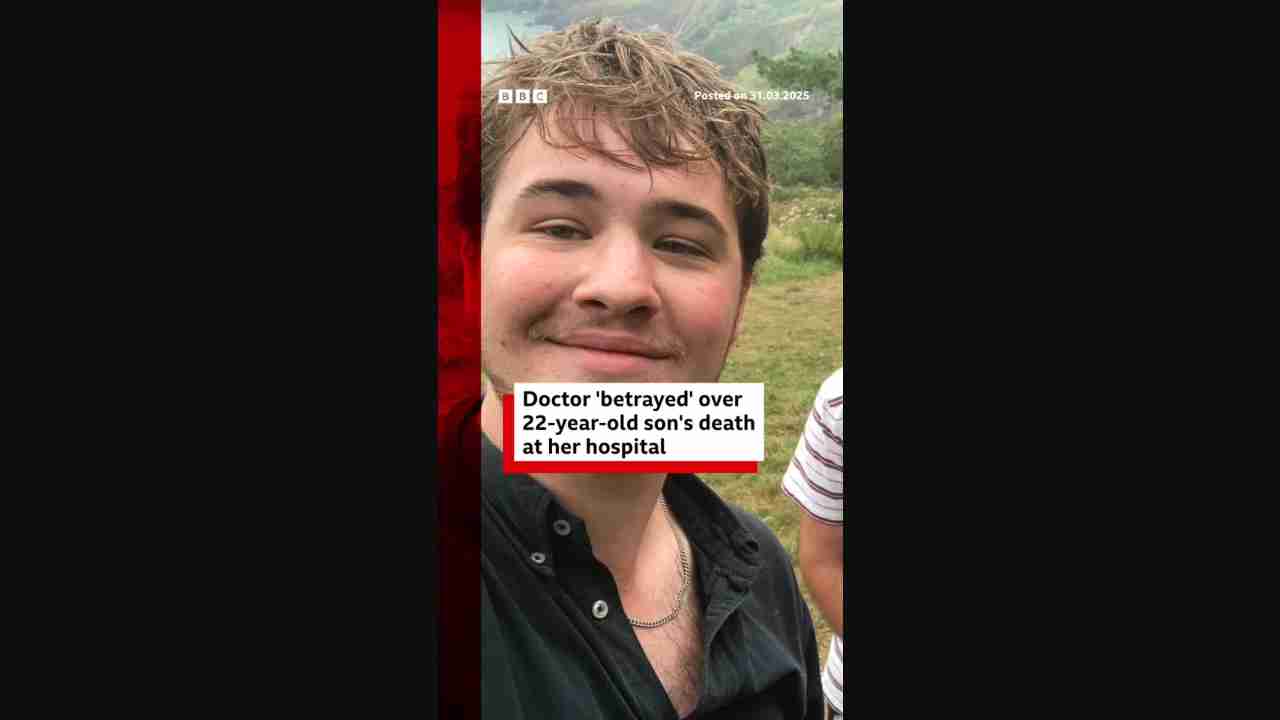 BBC
Posted on 31.03.2025
Doctor 'betrayed' over
22-year-old son's death
at her hospital